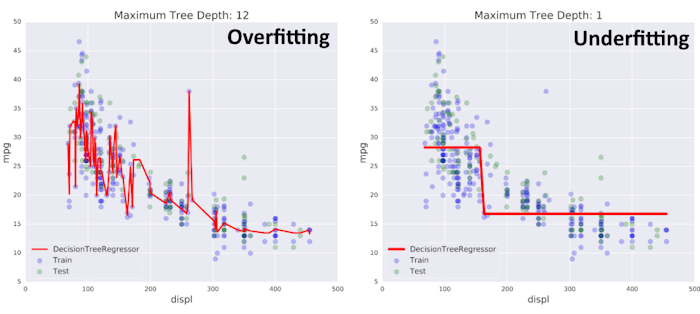 Maximum Tree Depth: 12
Overfitting
50
45
40
35
30
25
20
15
10
5
mpg
DecisionTreeRegressor
Train
Test
0 100 200 300 400 500
displ
Maximum Tree Depth: 1
Underfitting
50
45
40
35
30
25
20
15
10
5
mpg
DecisionTreeRegressor
Train
Test
0 100 200 300 400 500
displ